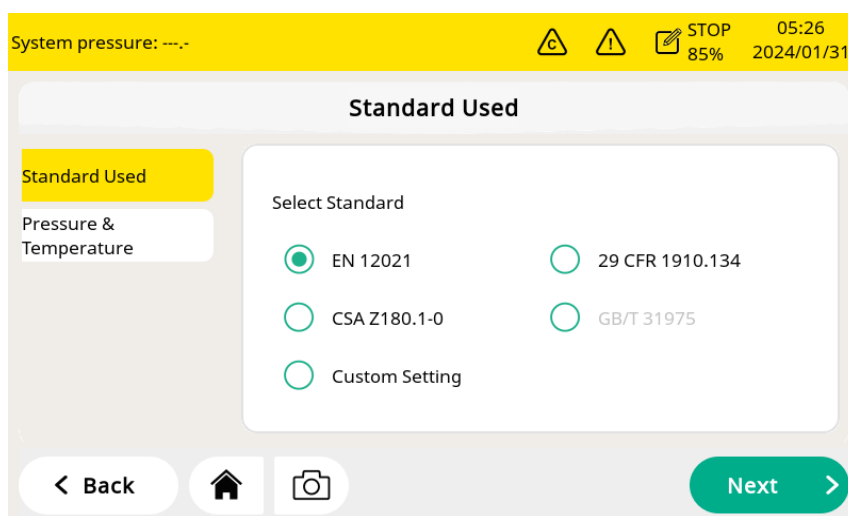 System pressure: ---.-
C
!
STOP
85%
05:26
2024/01/31
Standard Used
Standard Used
Pressure &
Temperature
Select Standard
EN 12021
29 CFR 1910.134
CSA Z180.1-0
GB/T 31975
Custom Setting
Back
Next